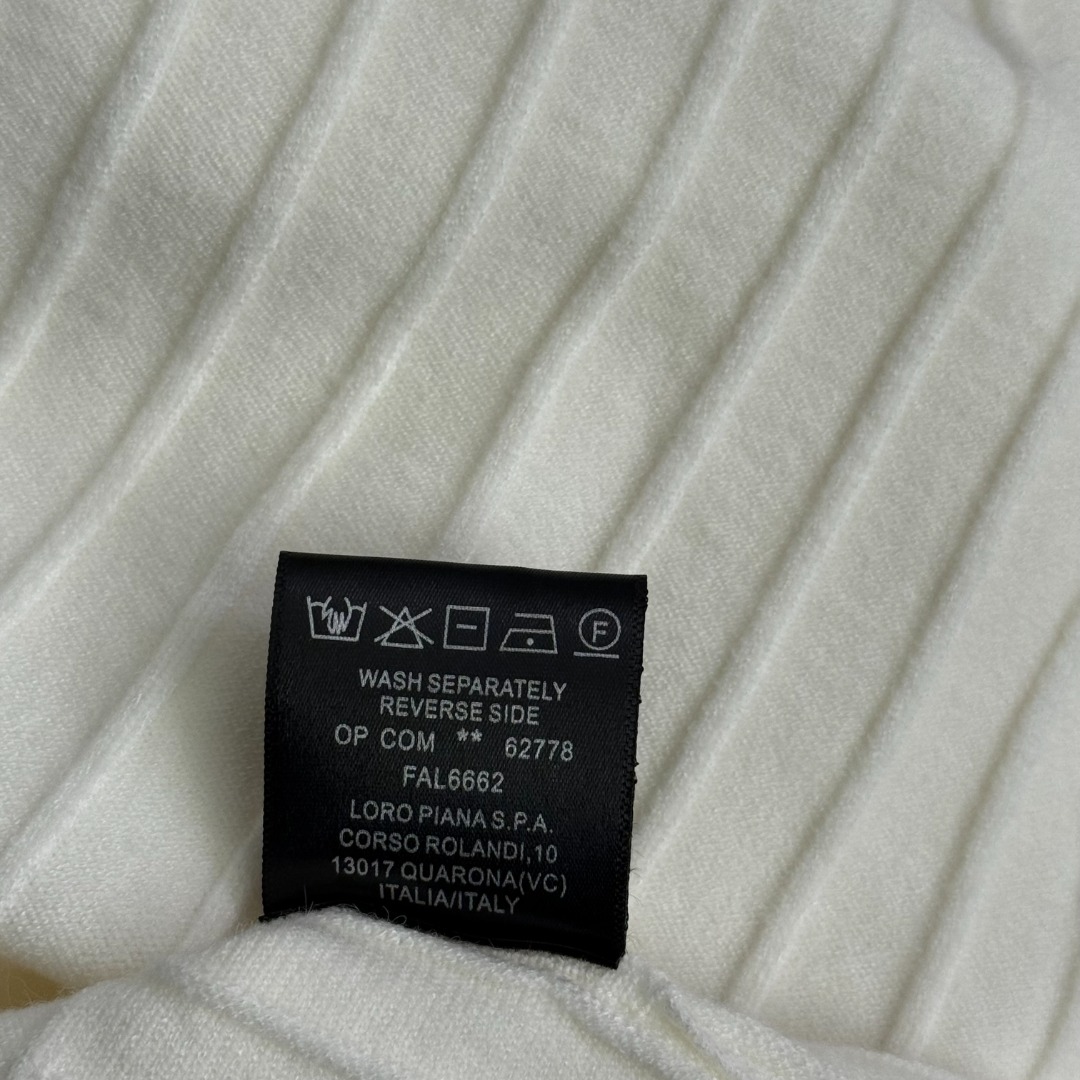 F
WASH SEPARATELY
REVERSE SIDE
OP COM ** 62778
FAL6662
LORO PIANA S.P.A.
CORSO ROLANDI,10
13017 QUARONA(VC)
ITALIA/ITALY